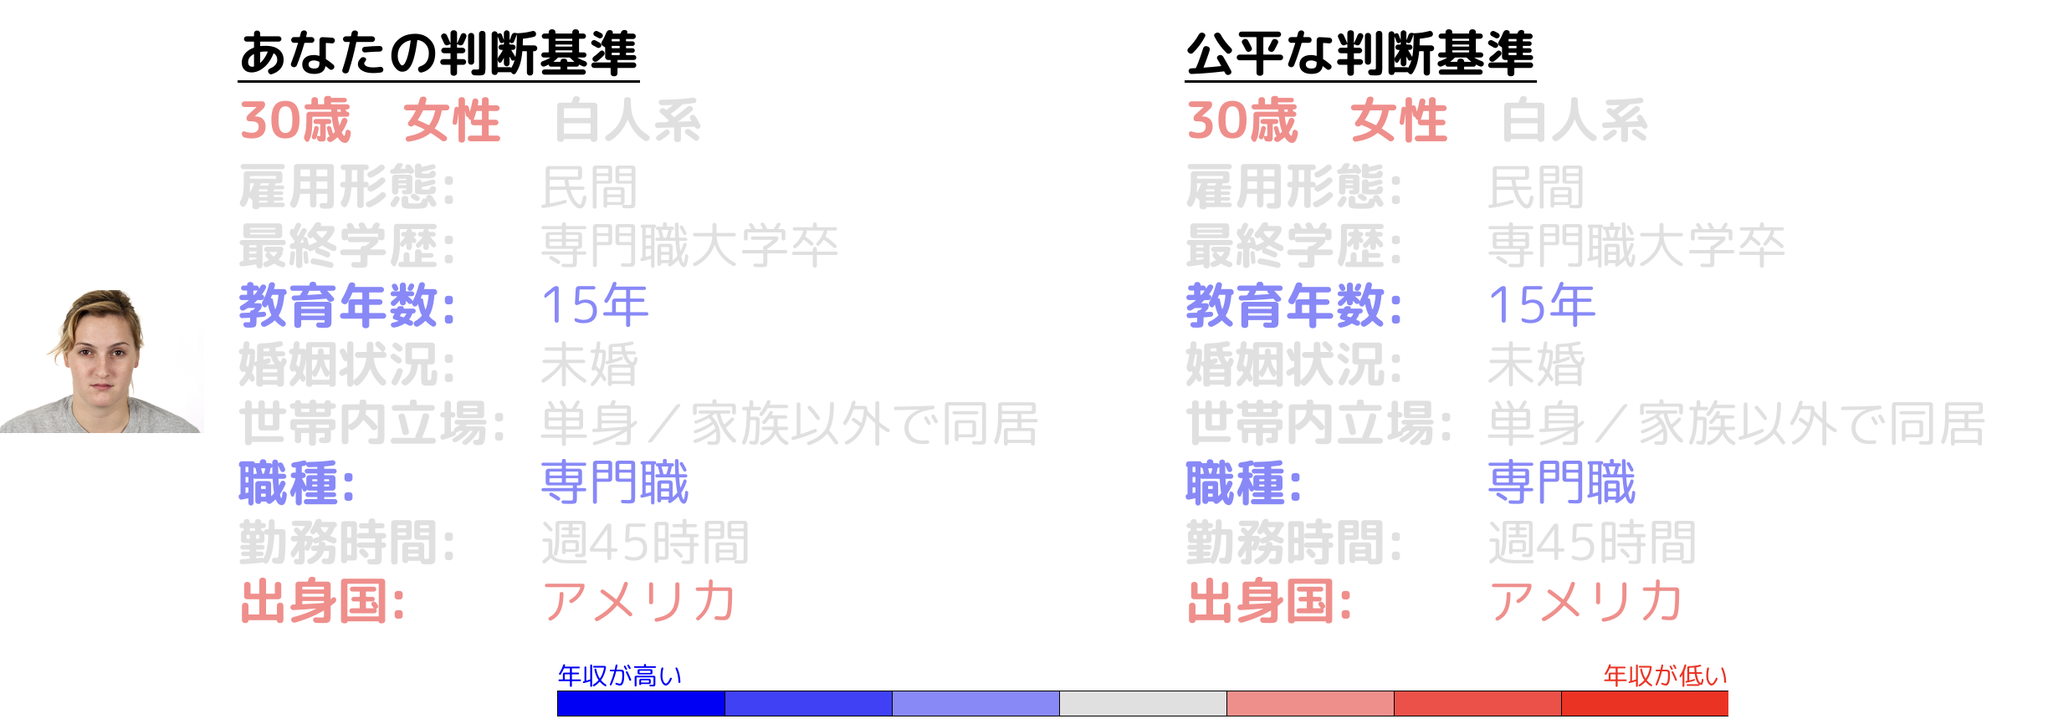 あなたの判断基準
30歳　女性　白人系
雇用形態: 民間
最終学歴: 専門職大学卒
教育年数: 15年
婚姻状況: 未婚
世帯内立場: 単身／家族以外で同居
職種: 専門職
勤務時間: 週45時間
出身国: アメリカ
公平な判断基準
30歳　女性　白人系
雇用形態: 民間
最終学歴: 専門職大学卒
教育年数: 15年
婚姻状況: 未婚
世帯内立場: 単身／家族以外で同居
職種: 専門職
勤務時間: 週45時間
出身国: アメリカ
年収が高い
年収が低い